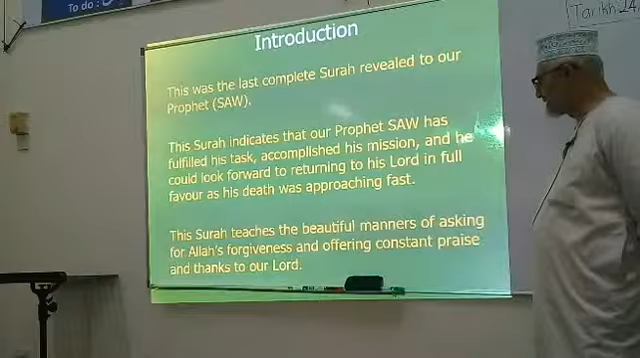 To do :
Tarikh 24
Introduction
This was the last complete Surah revealed to our
Prophet (SAW).
This Surah indicates that our Prophet SAW has
fulfilled his task, accomplished his mission, and he
could look forward to returning to his Lord in full
favour as his death was approaching fast.
This Surah teaches the beautiful manners of asking
for Allah's forgiveness and offering constant praise
and thanks to our Lord.